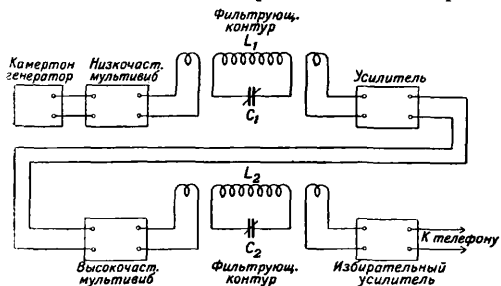 Фильтрующ.
контур
L₁
Камертон
генератор
Низкочаст.
мультивиб
C₁
Усилитель
L₂
C₂
К телефону
Высокочаст.
мультивиб
Фильтрующ.
контур
Избирательный
усилитель